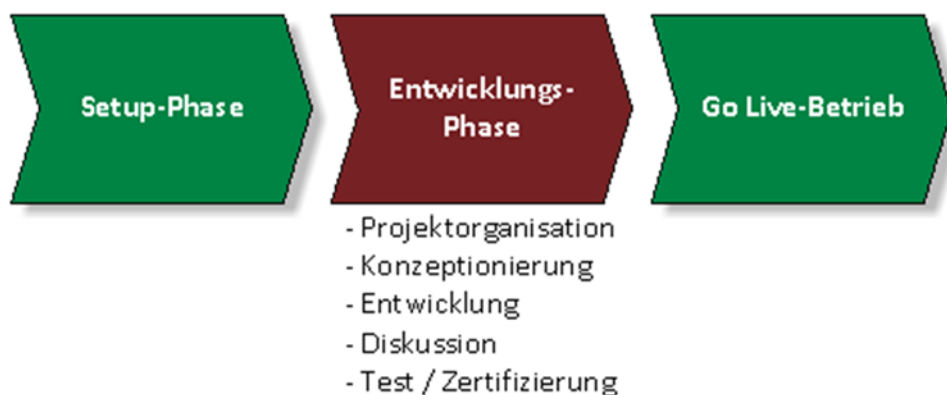 Setup-Phase
Entwicklungs-
Phase
Go Live-Betrieb
- Projektorganisation
- Konzeptionierung
- Entwicklung
- Diskussion
- Test / Zertifizierung